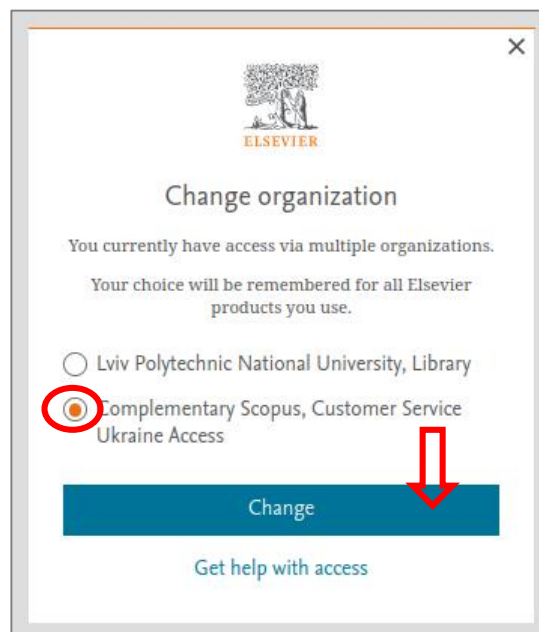 ELSEVIER
Change organization
You currently have access via multiple organizations.
Your choice will be remembered for all Elsevier
products you use.
Lviv Polytechnic National University, Library
Complementary Scopus, Customer Service
Ukraine Access
Change
Get help with access